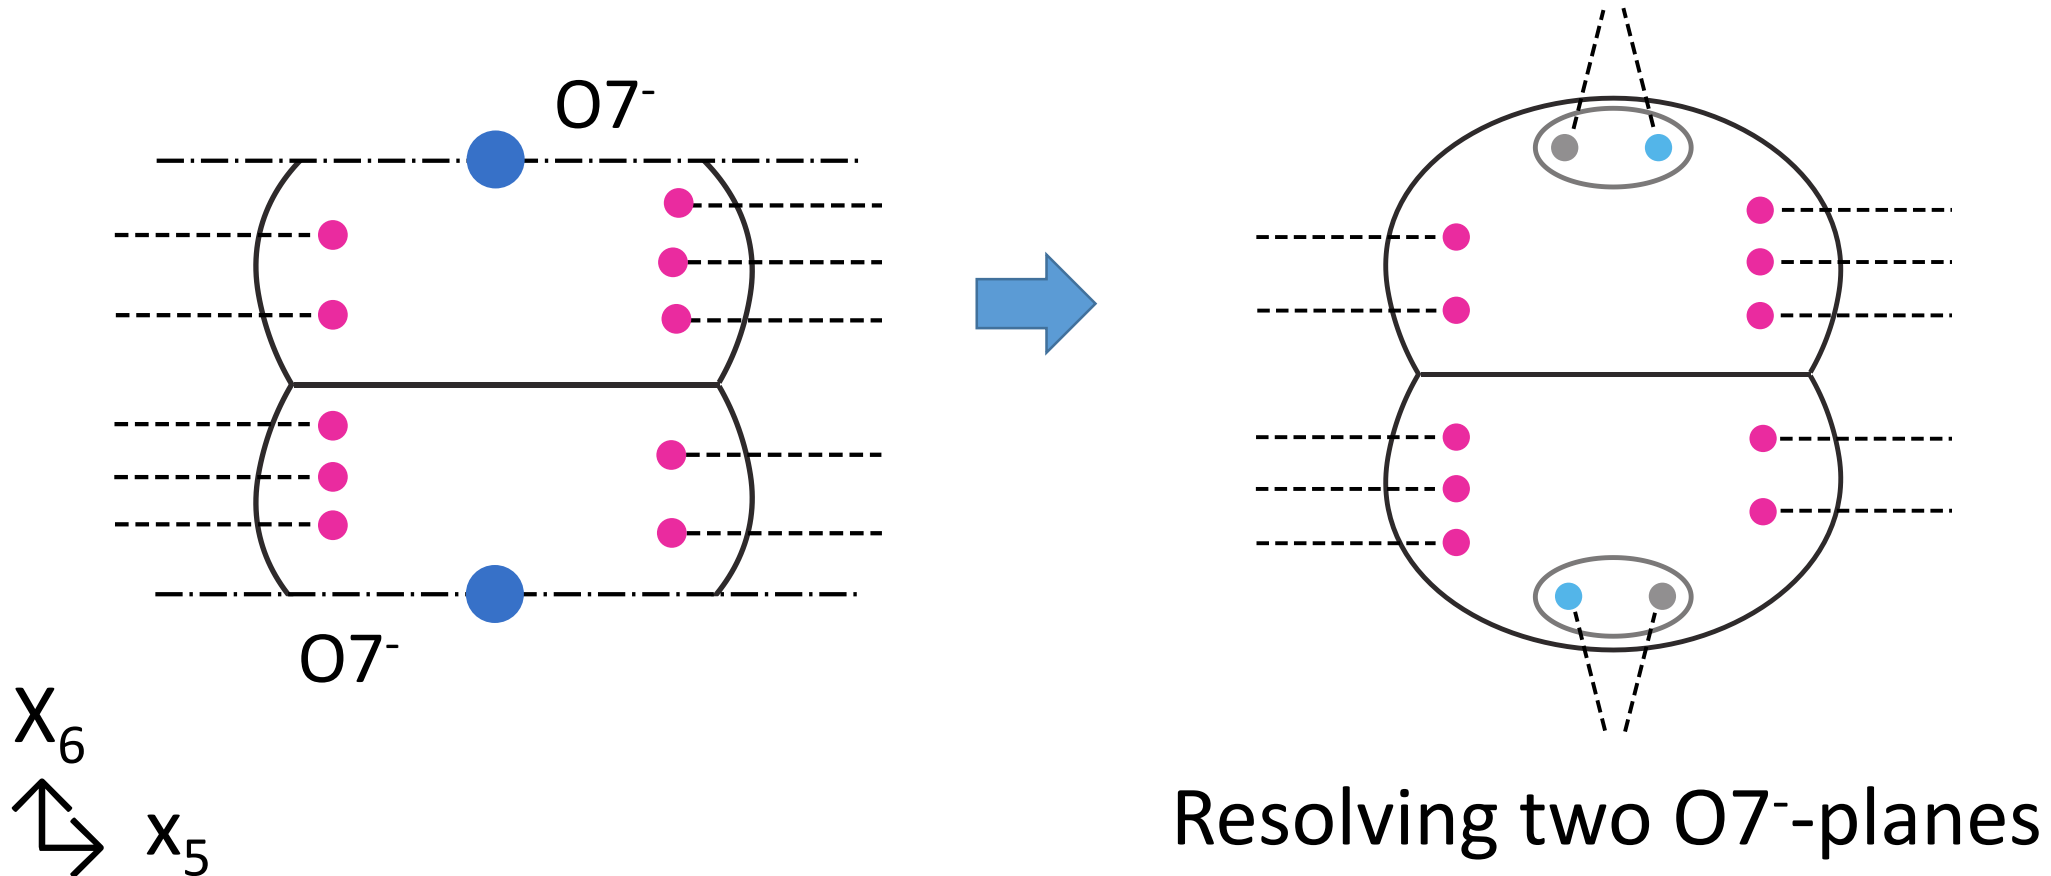 O7⁻
O7⁻
X₆
x₅
Resolving two O7⁻-planes